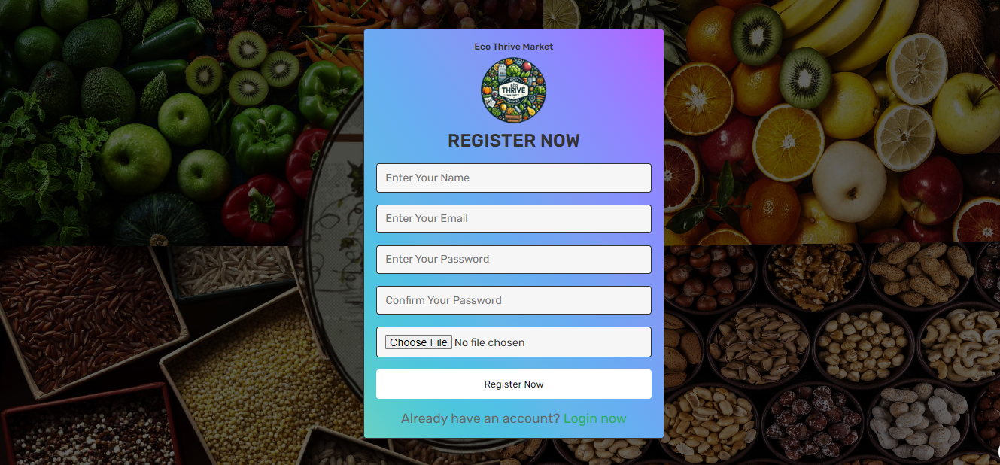 Eco Thrive Market
ECO
THRIVE
MARKET
REGISTER NOW
Enter Your Name
Enter Your Email
Enter Your Password
Confirm Your Password
Choose File No file chosen
Register Now
Already have an account? Login now